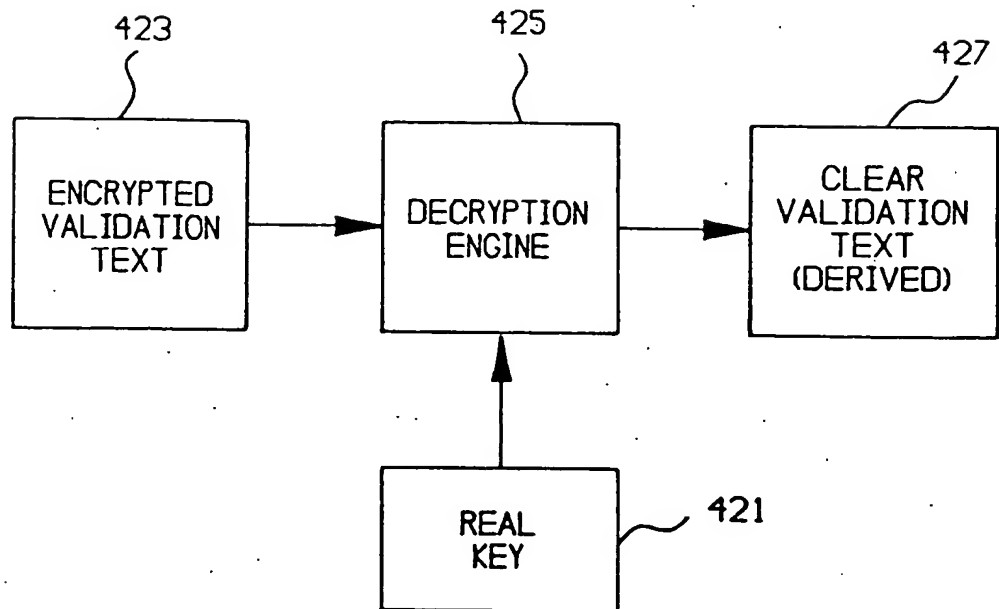 423
425
427
ENCRYPTED
VALIDATION
TEXT
DECRYPTION
ENGINE
CLEAR
VALIDATION
TEXT
(DERIVED)
REAL
KEY
421